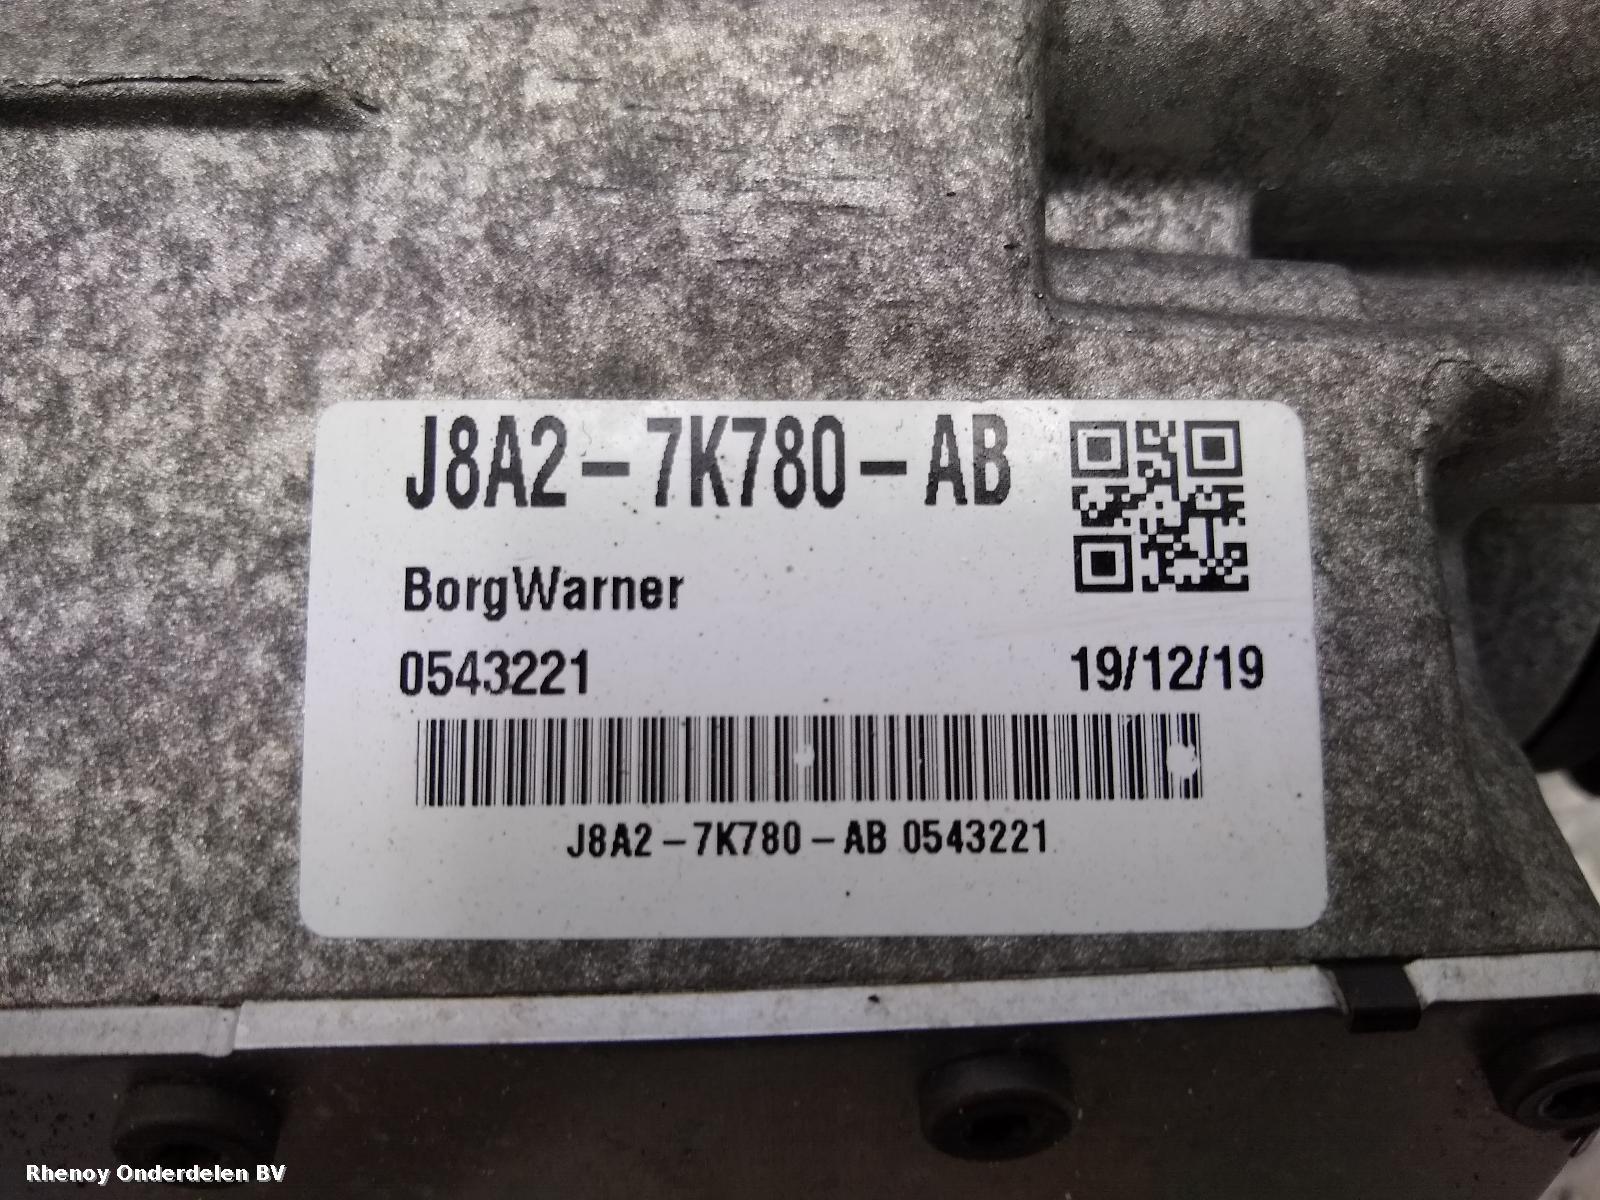 J8A2-7K780-AB
BorgWarner
0543221 19/12/19
J8A2-7K780-AB 0543221
Rhenoy Onderdelen BV